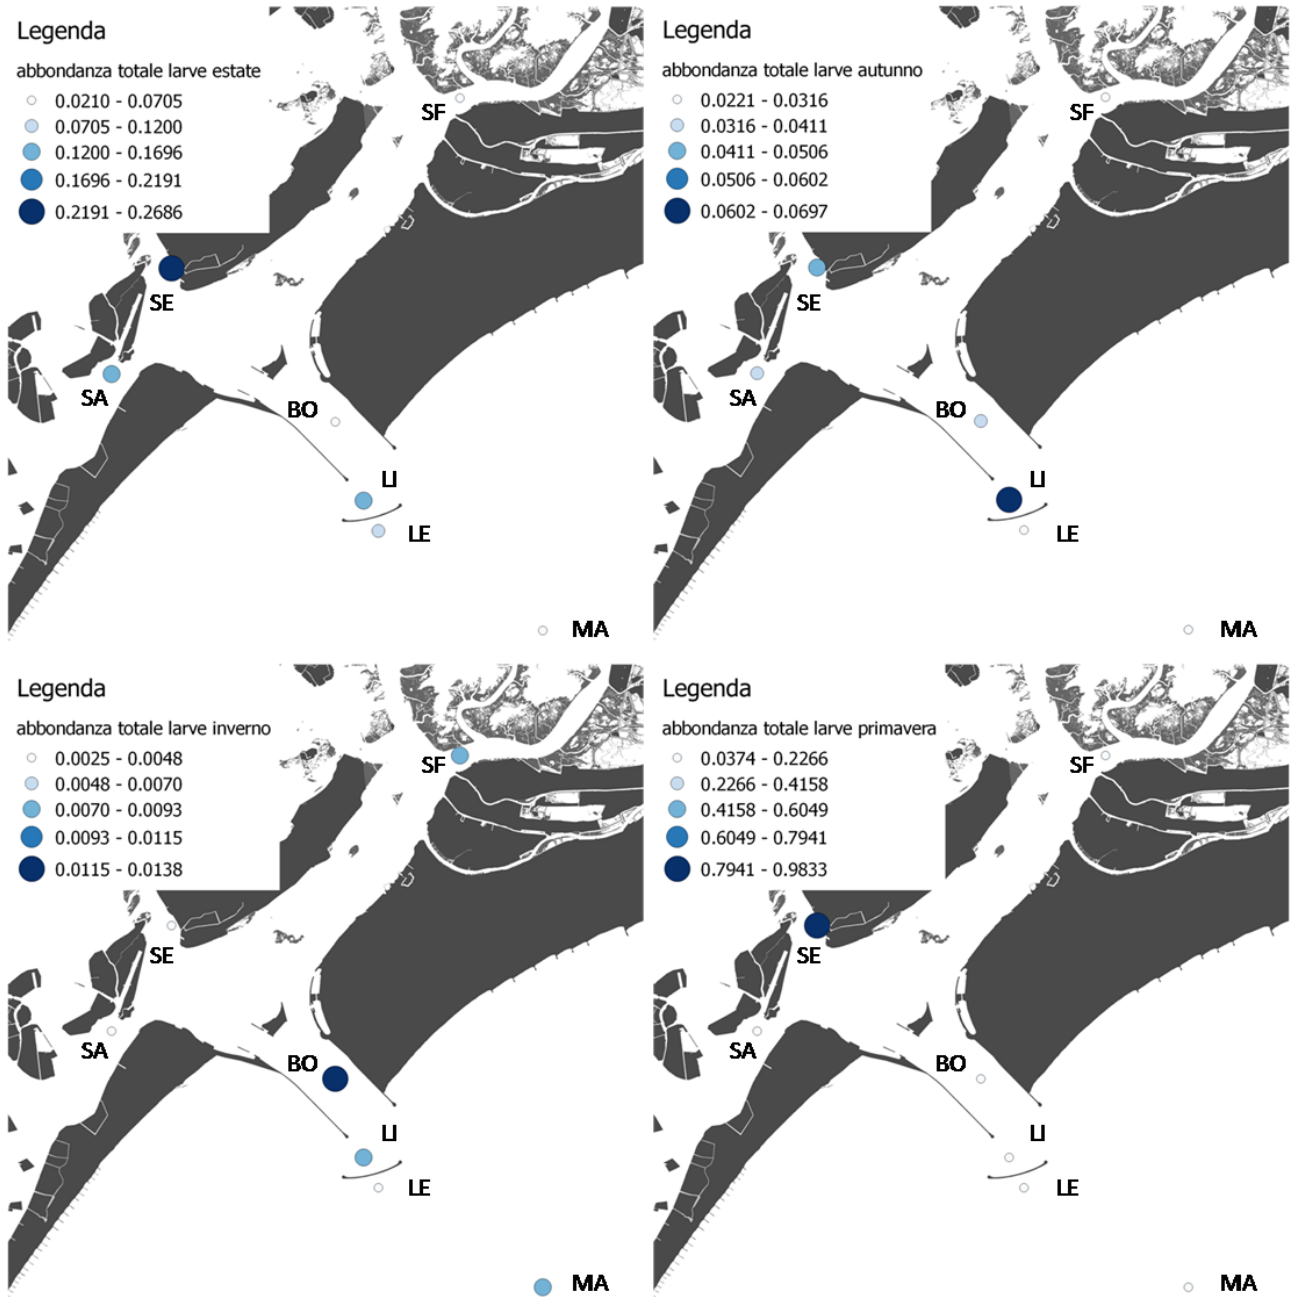 Legenda
abbondanza totale larve estate
0.0210 - 0.0705
0.0705 - 0.1200
0.1200 - 0.1696
0.1696 - 0.2191
0.2191 - 0.2686
SF
SE
SA
BO
LI
LE
MA
Legenda
abbondanza totale larve autunno
0.0221 - 0.0316
0.0316 - 0.0411
0.0411 - 0.0506
0.0506 - 0.0602
0.0602 - 0.0697
SF
SE
SA
BO
LI
LE
MA
Legenda
abbondanza totale larve inverno
0.0025 - 0.0048
0.0048 - 0.0070
0.0070 - 0.0093
0.0093 - 0.0115
0.0115 - 0.0138
SF
SE
SA
BO
LI
LE
MA
Legenda
abbondanza totale larve primavera
0.0374 - 0.2266
0.2266 - 0.4158
0.4158 - 0.6049
0.6049 - 0.7941
0.7941 - 0.9833
SF
SE
SA
BO
LI
LE
MA